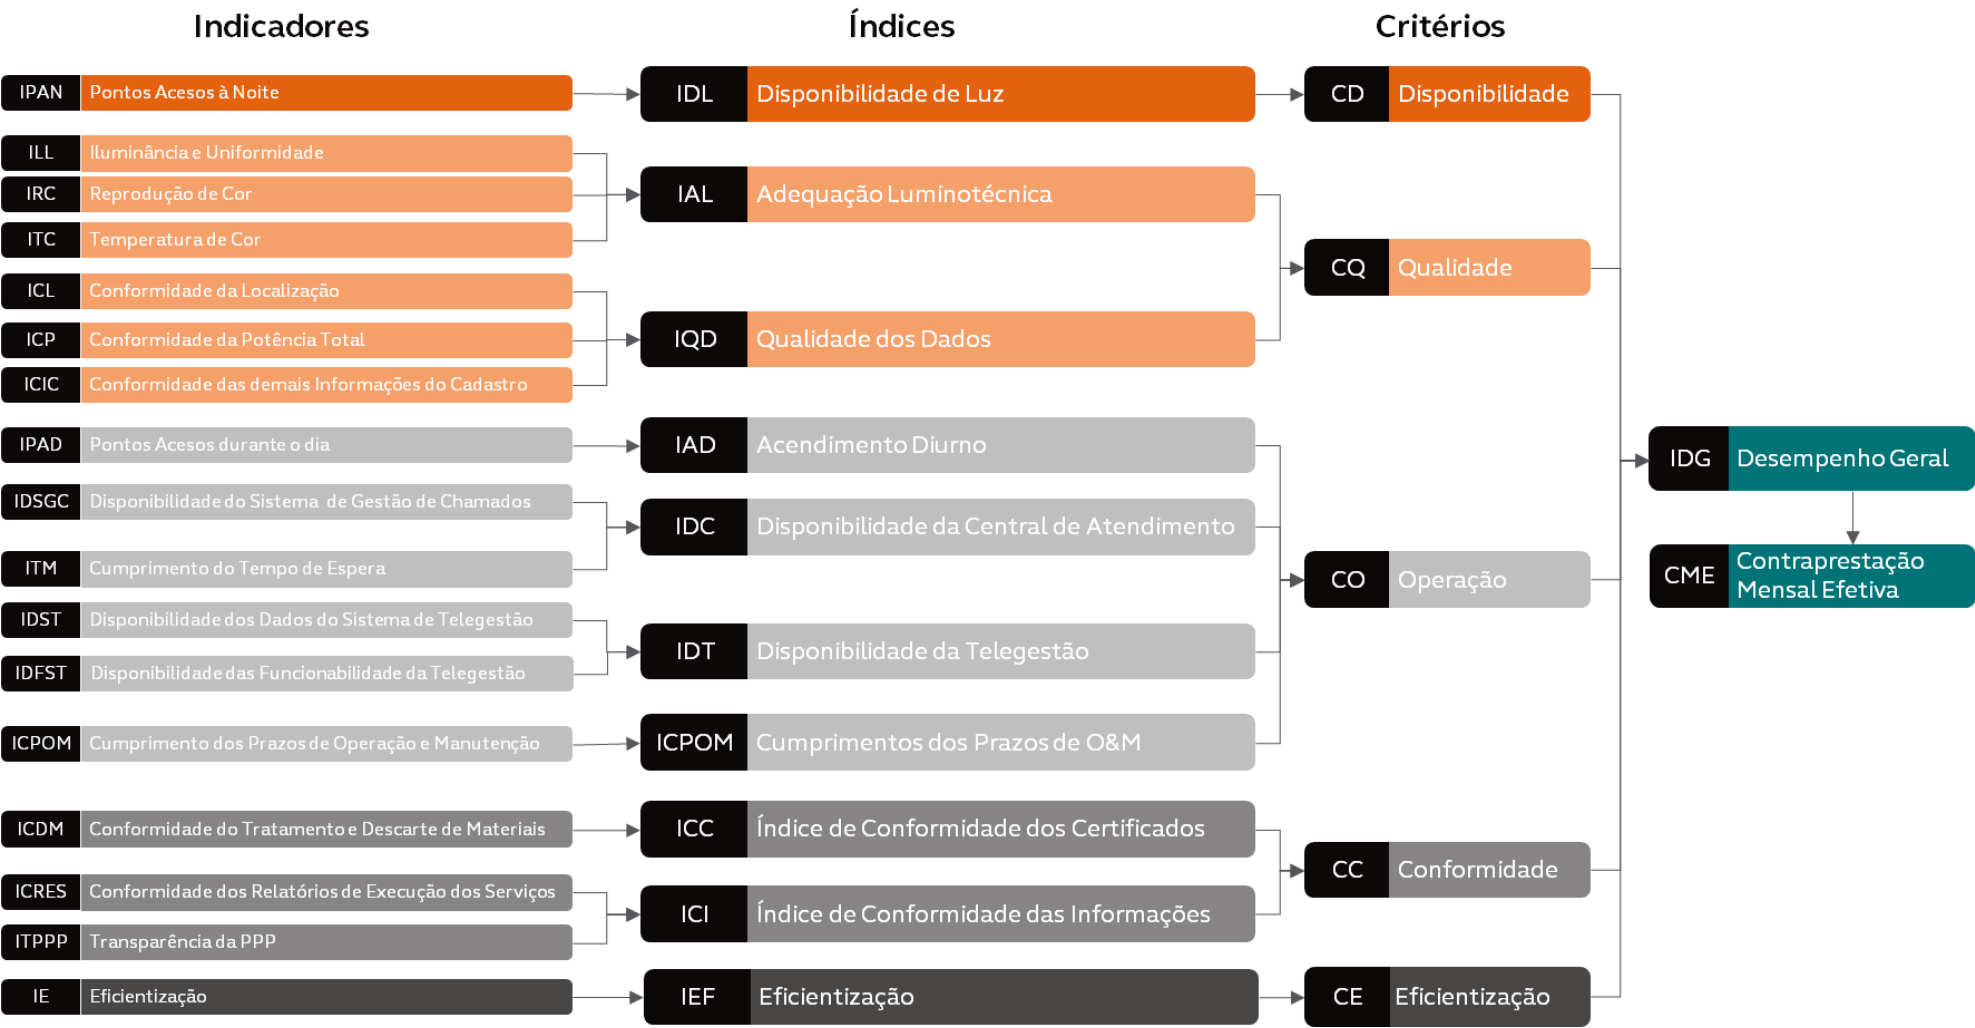 Indicadores
Índices
Critérios
IPAN Pontos Acesos à Noite
IDL Disponibilidade de Luz
CD Disponibilidade
ILL Iluminância e Uniformidade
IRC Reprodução de Cor
ITC Temperatura de Cor
IAL Adequação Luminotécnica
ICL Conformidade da Localização
ICP Conformidade da Potência Total
ICIC Conformidade das demais Informações do Cadastro
IQD Qualidade dos Dados
CQ Qualidade
IPAD Pontos Acesos durante o dia
IAD Acendimento Diurno
IDSGC Disponibilidade do Sistema de Gestão de Chamados
ITM Cumprimento do Tempo de Espera
IDC Disponibilidade da Central de Atendimento
IDST Disponibilidade dos Dados do Sistema de Telegestão
IDFST Disponibilidade das Funcionabilidade da Telegestão
IDT Disponibilidade da Telegestão
ICPOM Cumprimento dos Prazos de Operação e Manutenção
ICPOM Cumprimentos dos Prazos de O&M
CO Operação
ICDM Conformidade do Tratamento e Descarte de Materiais
ICC Índice de Conformidade dos Certificados
ICRES Conformidade dos Relatórios de Execução dos Serviços
ITPPP Transparência da PPP
ICI Índice de Conformidade das Informações
CC Conformidade
IE Eficientização
IEF Eficientização
CE Eficientização
IDG Desempenho Geral
CME Contraprestação
Mensal Efetiva